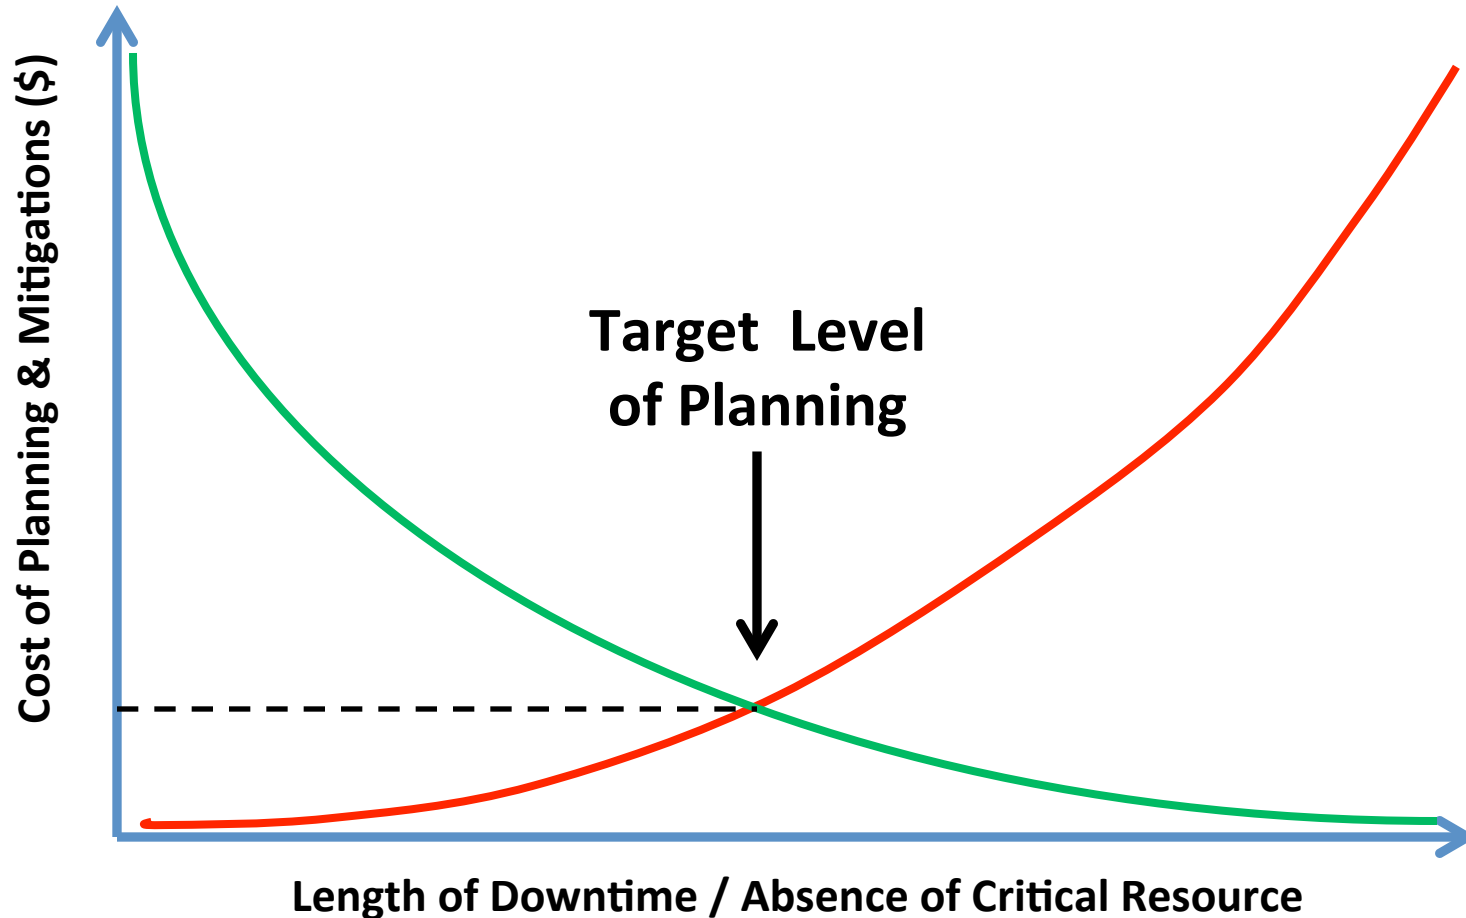 Cost of Planning & Mitigations ($)
Target Level
of Planning
Length of Downtime / Absence of Critical Resource